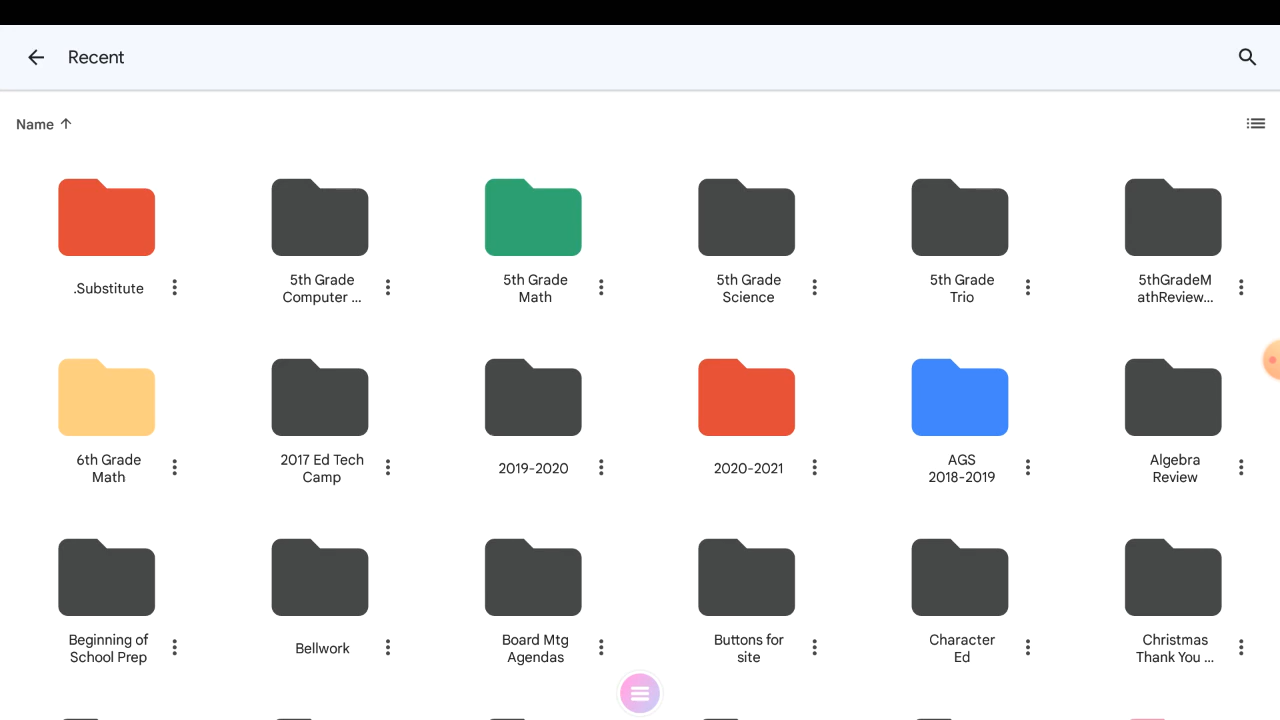 Recent
Name
.Substitute
5th Grade
Computer ...
5th Grade
Math
5th Grade
Science
5th Grade
Trio
5thGradeM
athReview...
6th Grade
Math
2017 Ed Tech
Camp
2019-2020
2020-2021
AGS
2018-2019
Algebra
Review
Beginning of
School Prep
Bellwork
Board Mtg
Agendas
Buttons for
site
Character
Ed
Christmas
Thank You ...